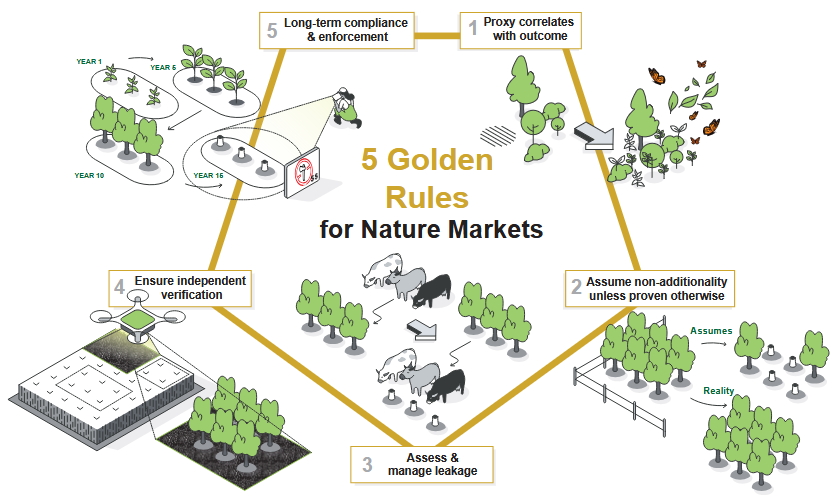 5 Golden
Rules
for Nature Markets
1 Proxy correlates
with outcome
2 Assume non-additionality
unless proven otherwise
Assumes
Reality
3 Assess &
manage leakage
4 Ensure independent
verification
5 Long-term compliance
& enforcement
YEAR 1
YEAR 5
YEAR 10
YEAR 15
$$